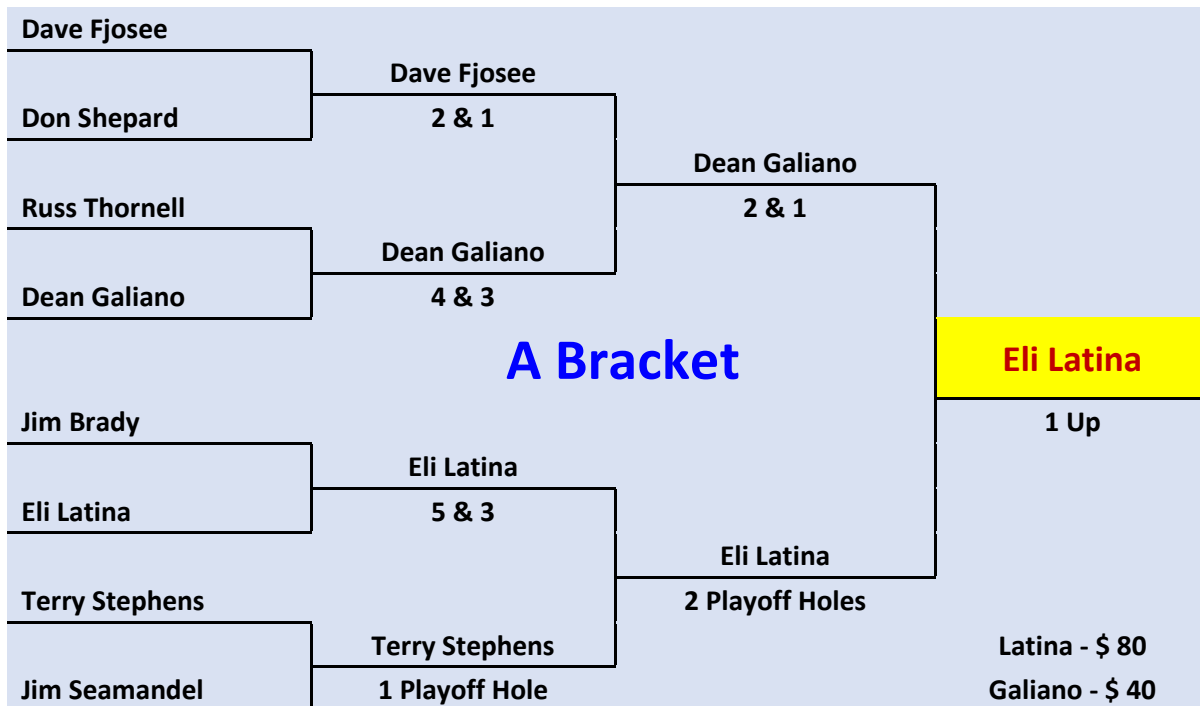 Dave Fjosee
Dave Fjosee
Don Shepard
2 & 1
Dean Galiano
Russ Thornell
2 & 1
Dean Galiano
Dean Galiano
4 & 3
A Bracket
Eli Latina
Jim Brady
1 Up
Eli Latina
Eli Latina
5 & 3
Eli Latina
Terry Stephens
2 Playoff Holes
Terry Stephens
Latina - $ 80
Jim Seamandel
1 Playoff Hole
Galiano - $ 40